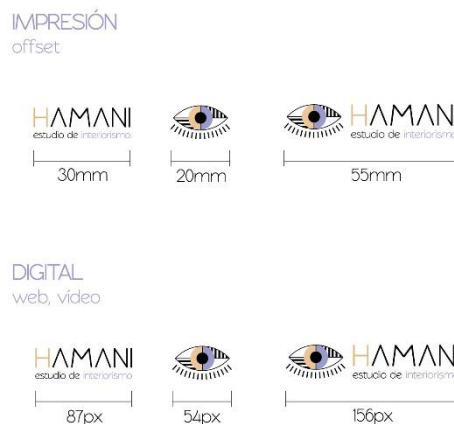 IMPRESIÓN
offset
HAMANI
estudio de interiorismo
HAMANI
estudio de interiorismo
30mm
20mm
55mm
DIGITAL
web, vídeo
HAMANI
estudio de interiorismo
HAMANI
estudio de interiorismo
87px
54px
156px